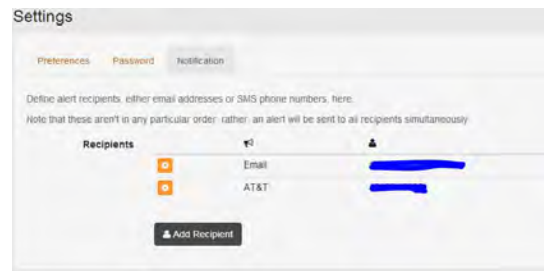 Settings
Preferences Password Notification
Define alert recipients, either email addresses or SMS phone numbers, here.
Note that these aren't in any particular order, rather, an alert will be sent to all recipients simultaneously
Recipients
Email
AT&T
Add Recipient